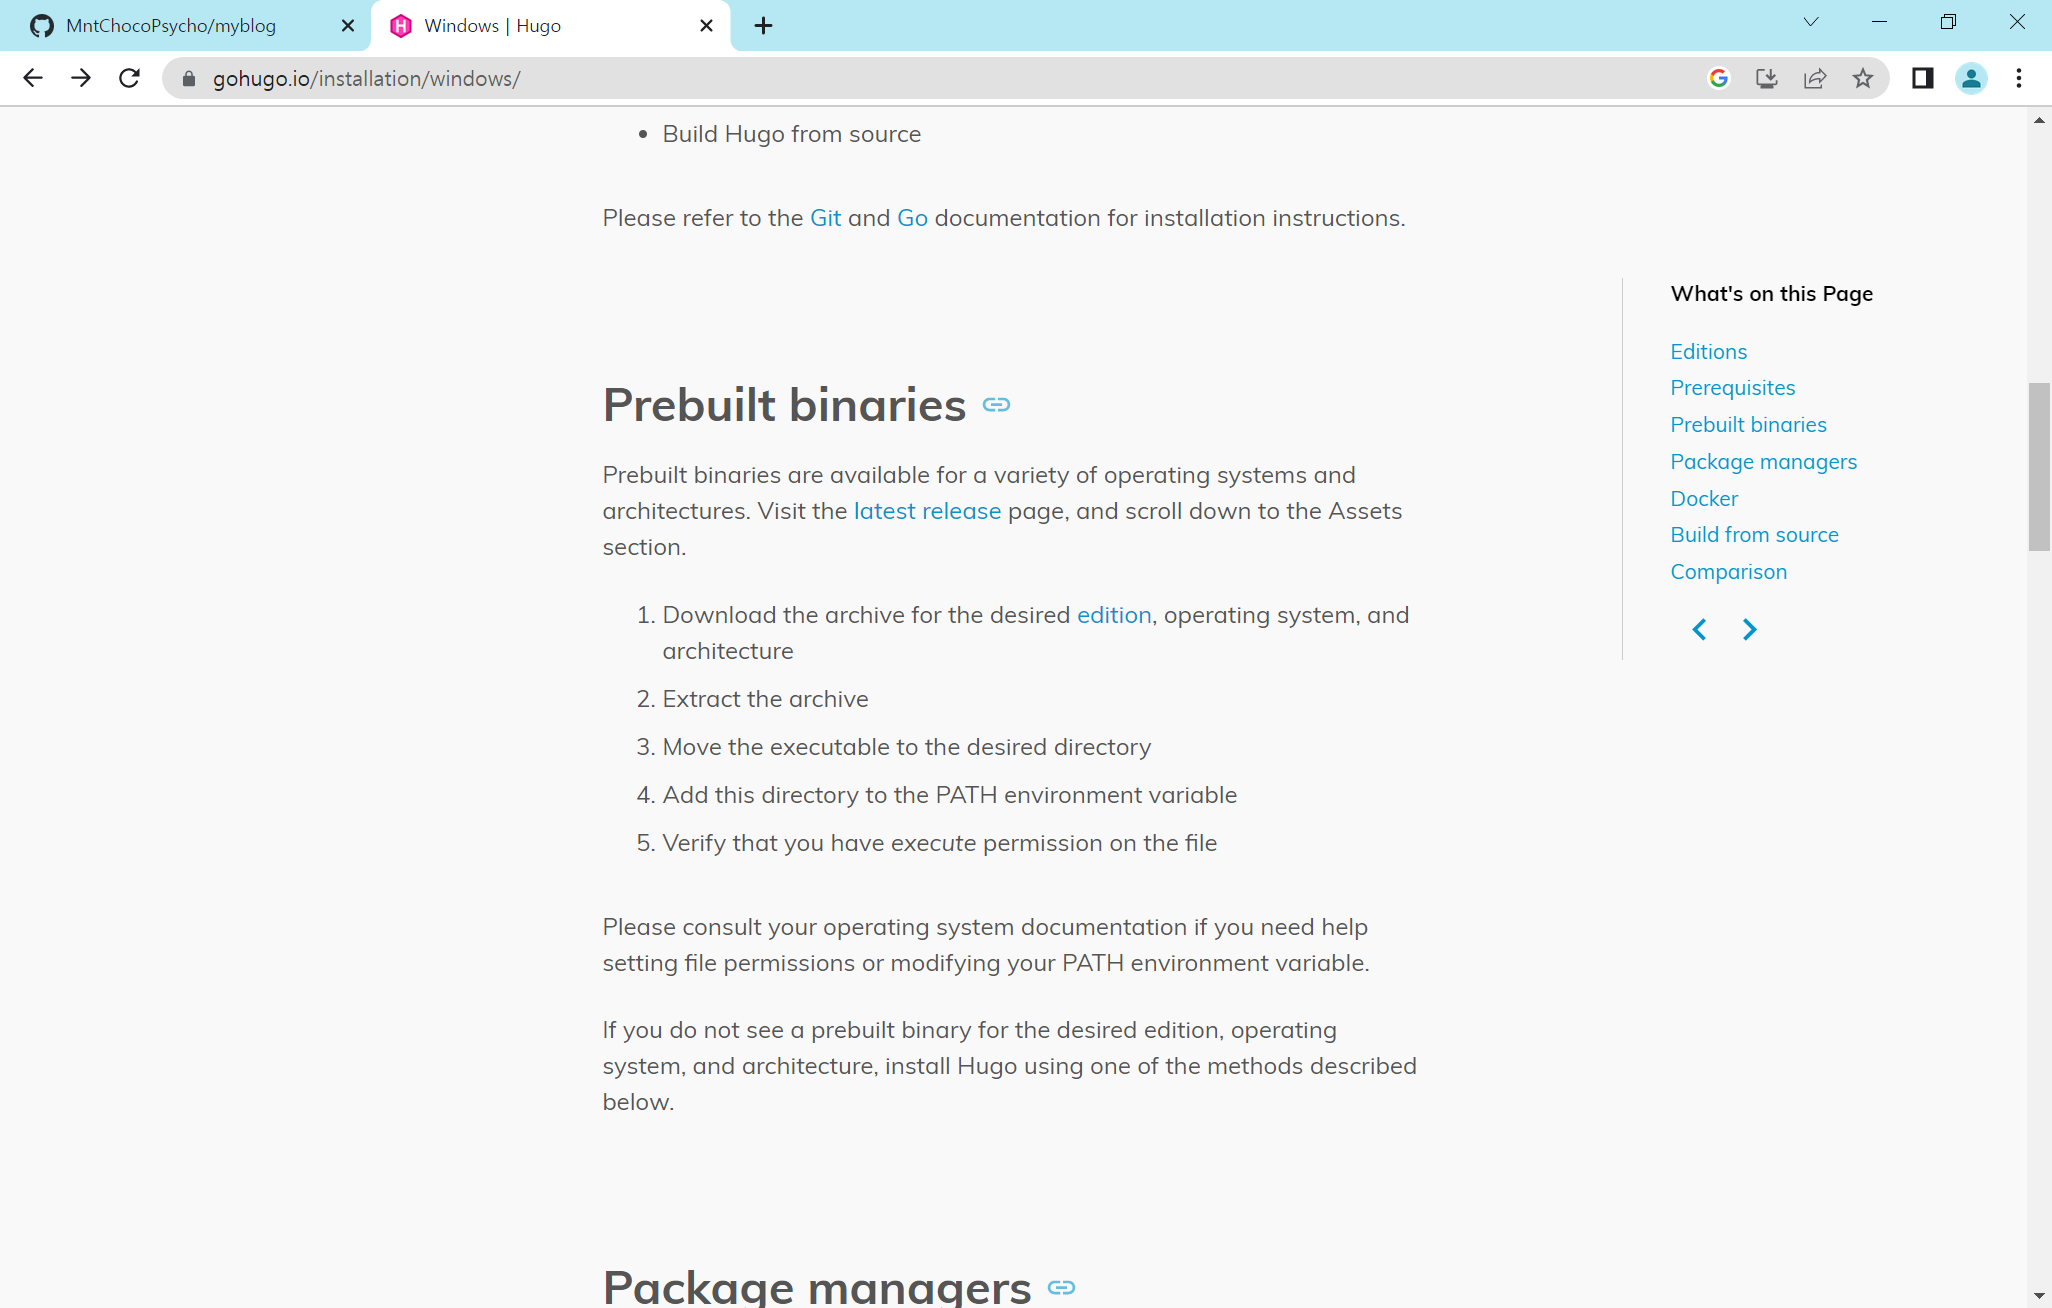 MntChocoPsycho/myblog
Windows | Hugo
gohugo.io/installation/windows/
• Build Hugo from source
Please refer to the Git and Go documentation for installation instructions.
Prebuilt binaries
Prebuilt binaries are available for a variety of operating systems and
architectures. Visit the latest release page, and scroll down to the Assets
section.
1. Download the archive for the desired edition, operating system, and
architecture
2. Extract the archive
3. Move the executable to the desired directory
4. Add this directory to the PATH environment variable
5. Verify that you have execute permission on the file
Please consult your operating system documentation if you need help
setting file permissions or modifying your PATH environment variable.
If you do not see a prebuilt binary for the desired edition, operating
system, and architecture, install Hugo using one of the methods described
below.
Package managers
What's on this Page
Editions
Prerequisites
Prebuilt binaries
Package managers
Docker
Build from source
Comparison